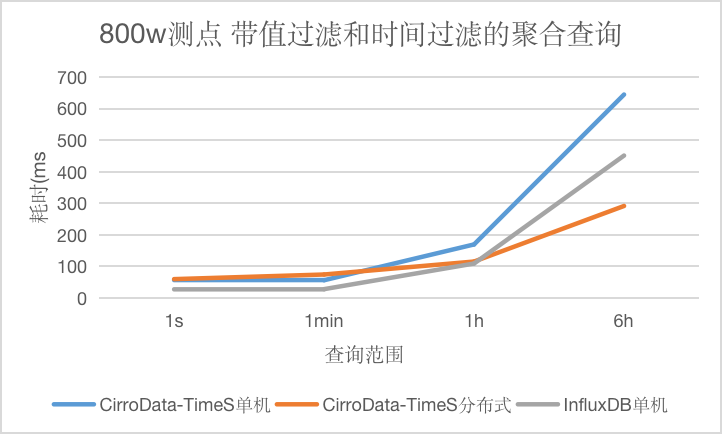 800w测点 带值过滤和时间过滤的聚合查询
700
600
500
400
300
200
100
0
耗时(ms
1s 1min 1h 6h
查询范围
CirroData-TimeS单机 CirroData-TimeS分布式 InfluxDB单机